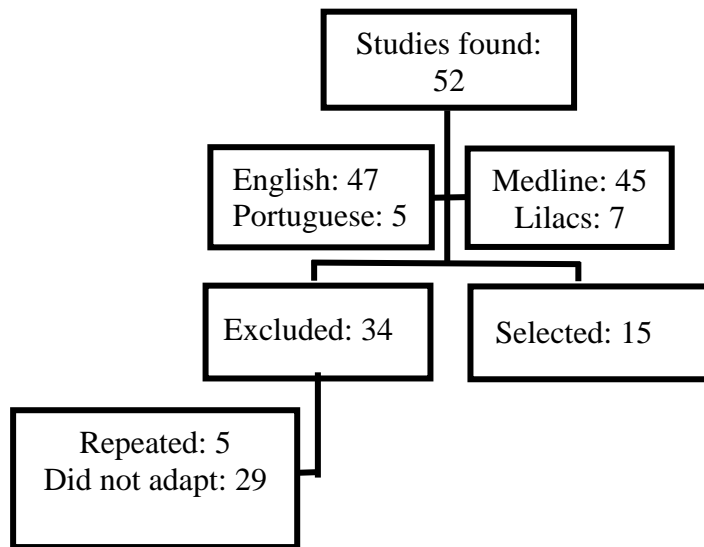 Studies found:
52
English: 47
Portuguese: 5
Medline: 45
Lilacs: 7
Excluded: 34
Selected: 15
Repeated: 5
Did not adapt: 29